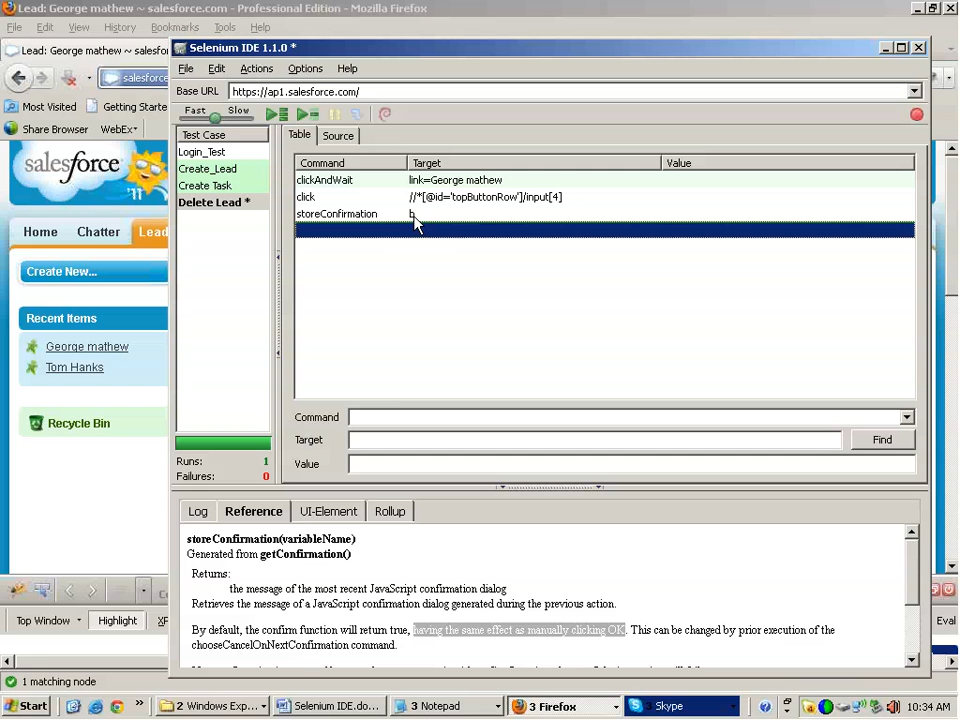 Lead: George mathew ~ salesforce.com - Professional Edition - Mozilla Firefox
File Edit View History Bookmarks Tools Help
Lead: George mathew ~ salesfo
salesforce
Most Visited Getting Starte
Share Browser WebEx
salesforce
Home Chatter Lead
Create New...
Recent Items
George mathew
Tom Hanks
Recycle Bin
Top Window Highlight XP
Eval
1 matching node
Selenium IDE 1.1.0 *
File Edit Actions Options Help
Base URL https://ap1.salesforce.com/
Fast Slow
Test Case
Login_Test
Create_Lead
Create Task
Delete Lead *
Runs: 1
Failures: 0
Table Source
Command Target Value
clickAndWait link=George mathew
click //*[@id='topButtonRow']/input[4]
storeConfirmation b
Command
Target Find
Value
Log Reference UI-Element Rollup
storeConfirmation(variableName)
Generated from getConfirmation()
Returns:
the message of the most recent JavaScript confirmation dialog
Retrieves the message of a JavaScript confirmation dialog generated during the previous action.
By default, the confirm function will return true, having the same effect as manually clicking OK. This can be changed by prior execution of the
chooseCancelOnNextConfirmation command.
Start 2 Windows Exp... Selenium IDE.do... 3 Notepad 3 Firefox 3 Skype 10:34 AM